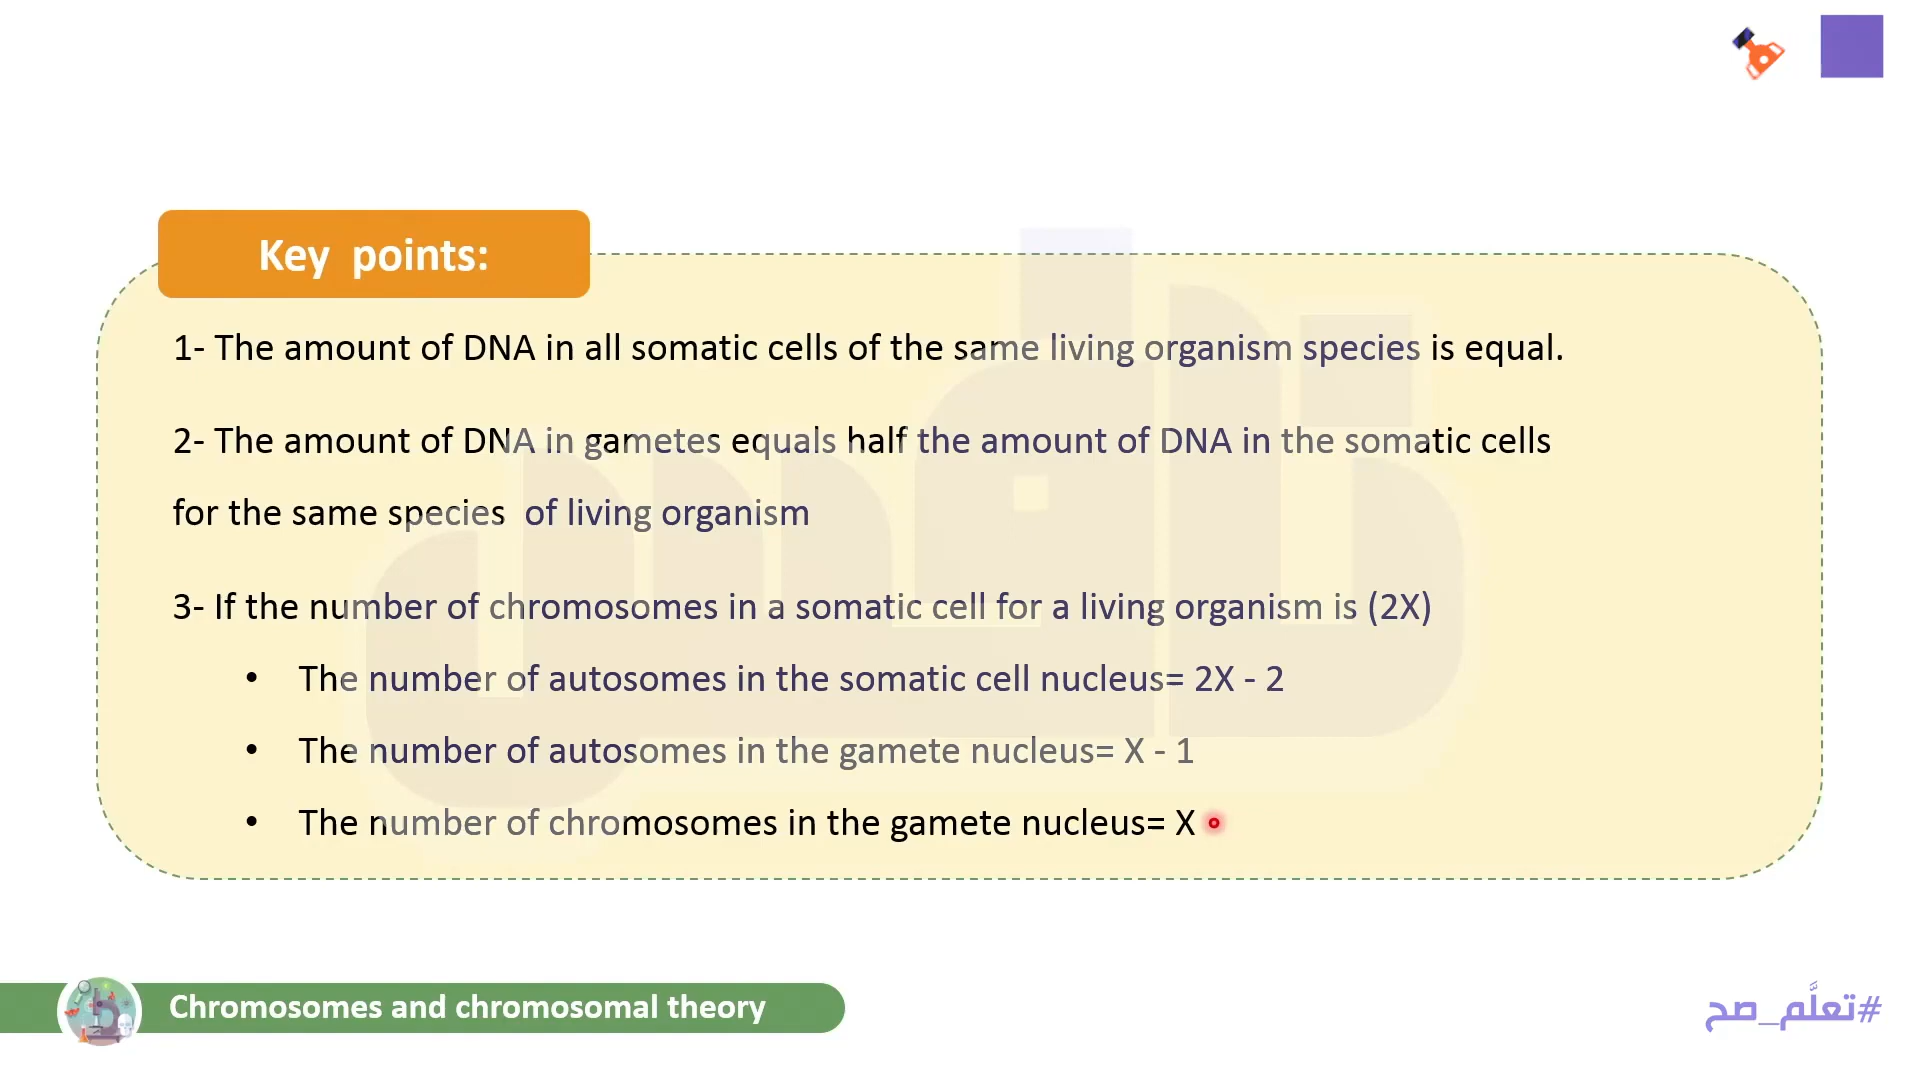 Key points:
1- The amount of DNA in all somatic cells of the same living organism species is equal.
2- The amount of DNA in gametes equals half the amount of DNA in the somatic cells
for the same species of living organism
3- If the number of chromosomes in a somatic cell for a living organism is (2X)
• The number of autosomes in the somatic cell nucleus= 2X - 2
• The number of autosomes in the gamete nucleus= X - 1
• The number of chromosomes in the gamete nucleus= X
Chromosomes and chromosomal theory
#تعلَّم_صح